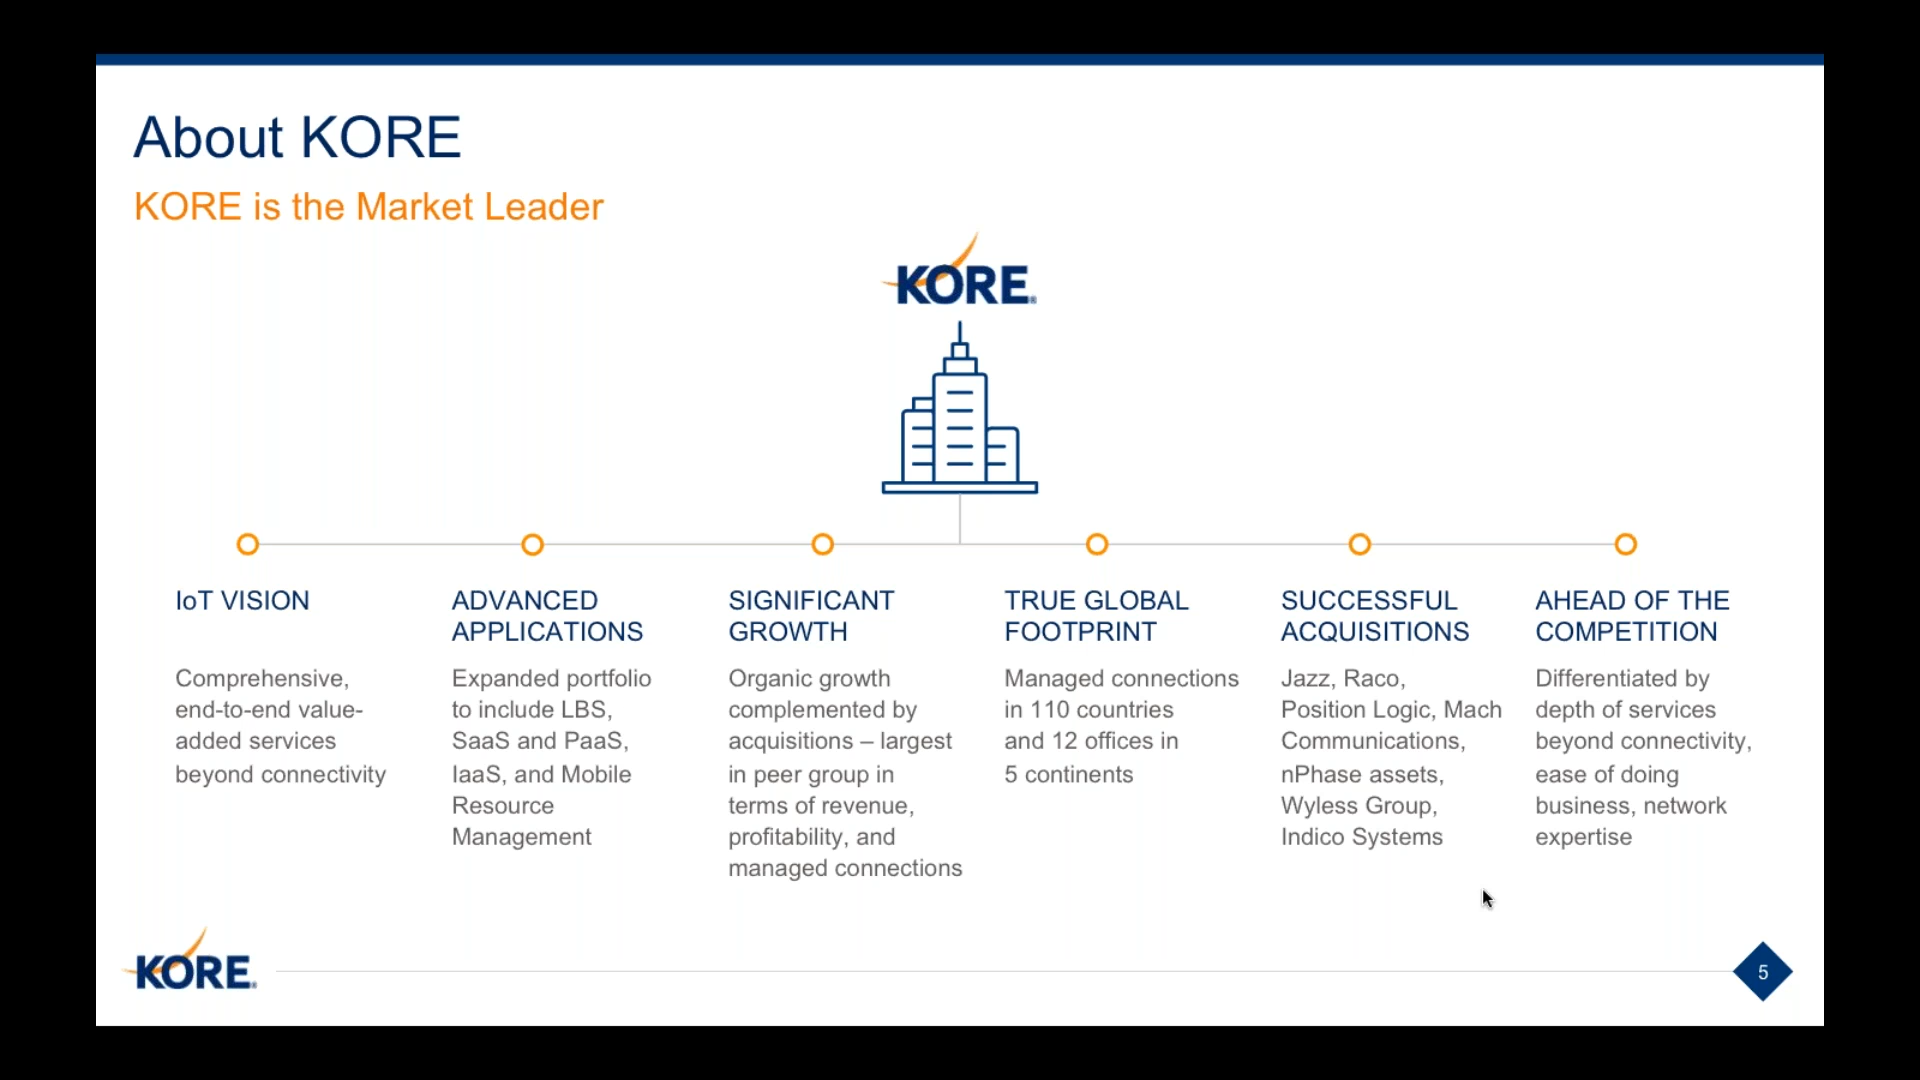 About KORE
KORE is the Market Leader
KORE
IoT VISION
Comprehensive,
end-to-end value-
added services
beyond connectivity
ADVANCED
APPLICATIONS
Expanded portfolio
to include LBS,
SaaS and PaaS,
IaaS, and Mobile
Resource
Management
SIGNIFICANT
GROWTH
Organic growth
complemented by
acquisitions – largest
in peer group in
terms of revenue,
profitability, and
managed connections
TRUE GLOBAL
FOOTPRINT
Managed connections
in 110 countries
and 12 offices in
5 continents
SUCCESSFUL
ACQUISITIONS
Jazz, Raco,
Position Logic, Mach
Communications,
nPhase assets,
Wyless Group,
Indico Systems
AHEAD OF THE
COMPETITION
Differentiated by
depth of services
beyond connectivity,
ease of doing
business, network
expertise
KORE
5